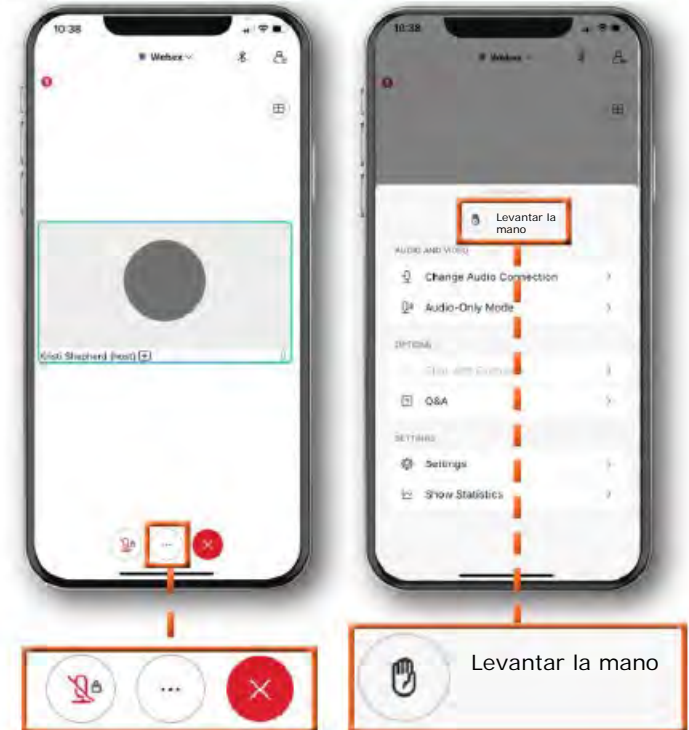 10:38
Webex
Kristi Shepherd (host)
10:38
Webex
Levantar la
mano
AUDIO AND VIDEO
Change Audio Connection
Audio-Only Mode
OPTIONS
Q&A
SETTINGS
Settings
Show Statistics
Levantar la mano